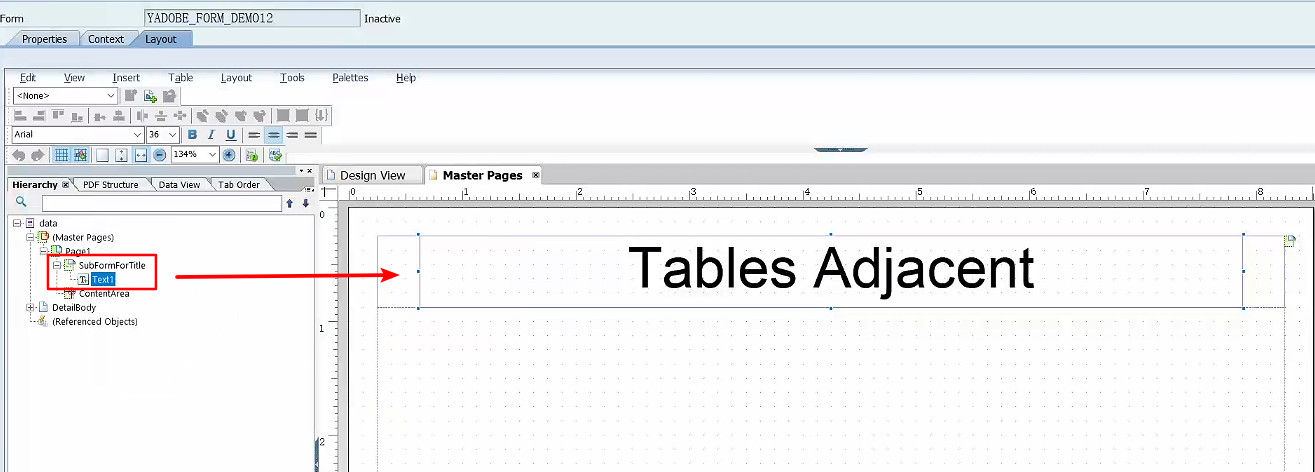 Form YADOBE_FORM_DEMO12 Inactive
Properties Context Layout
Edit View Insert Table Layout Tools Palettes Help
<None>
Arial 36 B I U
134%
Hierarchy PDF Structure Data View Tab Order
Design View Master Pages
0 1 2 3 4 5 6 7 8
0
data
(Master Pages)
Page1
SubFormForTitle
Text1
ContentArea
DetailBody
(Referenced Objects)
Tables Adjacent
1
2